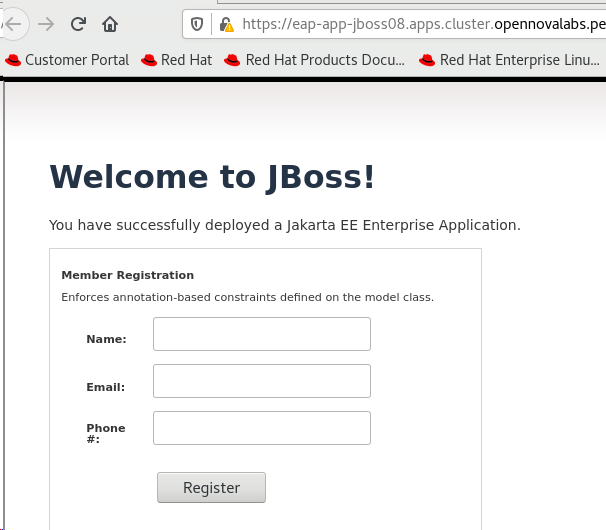 https://eap-app-jboss08.apps.cluster.opennovalabs.pe
Customer Portal Red Hat Red Hat Products Docu... Red Hat Enterprise Linu...
Welcome to JBoss!
You have successfully deployed a Jakarta EE Enterprise Application.
Member Registration
Enforces annotation-based constraints defined on the model class.
Name:
Email:
Phone
#:
Register